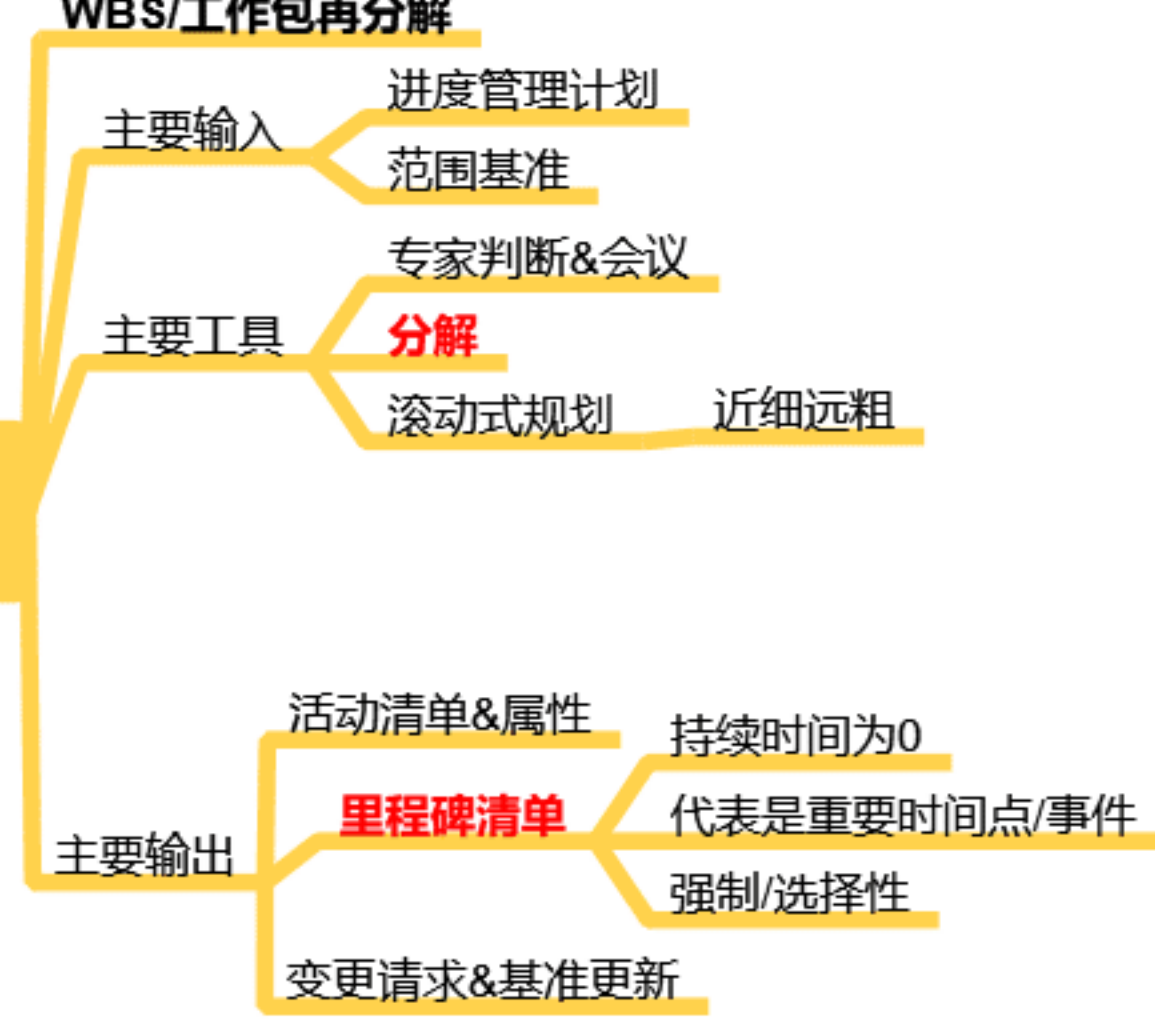 WBS/工作包再分解
主要输入
进度管理计划
范围基准
主要工具
专家判断&会议
分解
滚动式规划
近细远粗
主要输出
活动清单&属性
里程碑清单
持续时间为0
代表是重要时间点/事件
强制/选择性
变更请求&基准更新